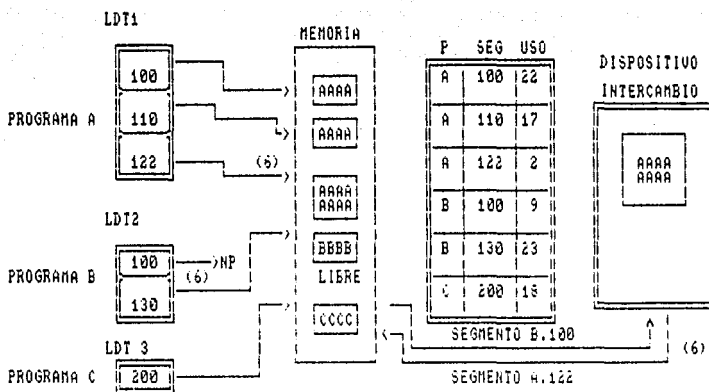 LDT1
MEMORIA
P SEG USO
DISPOSITIVO
INTERCAMBIO
100
AAAA
A 100 22
PROGRAMA A
110
AAAA
A 110 17
122
(6)
AAAA
AAAA
A 122 2
AAAA
AAAA
B 100 9
LDT2
BBBB
B 130 23
PROGRAMA B
100
NP
(6)
LIBRE
130
CCCC
C 200 18
LDT 3
SEGMENTO B.100
(6)
PROGRAMA C
200
SEGMENTO A.122